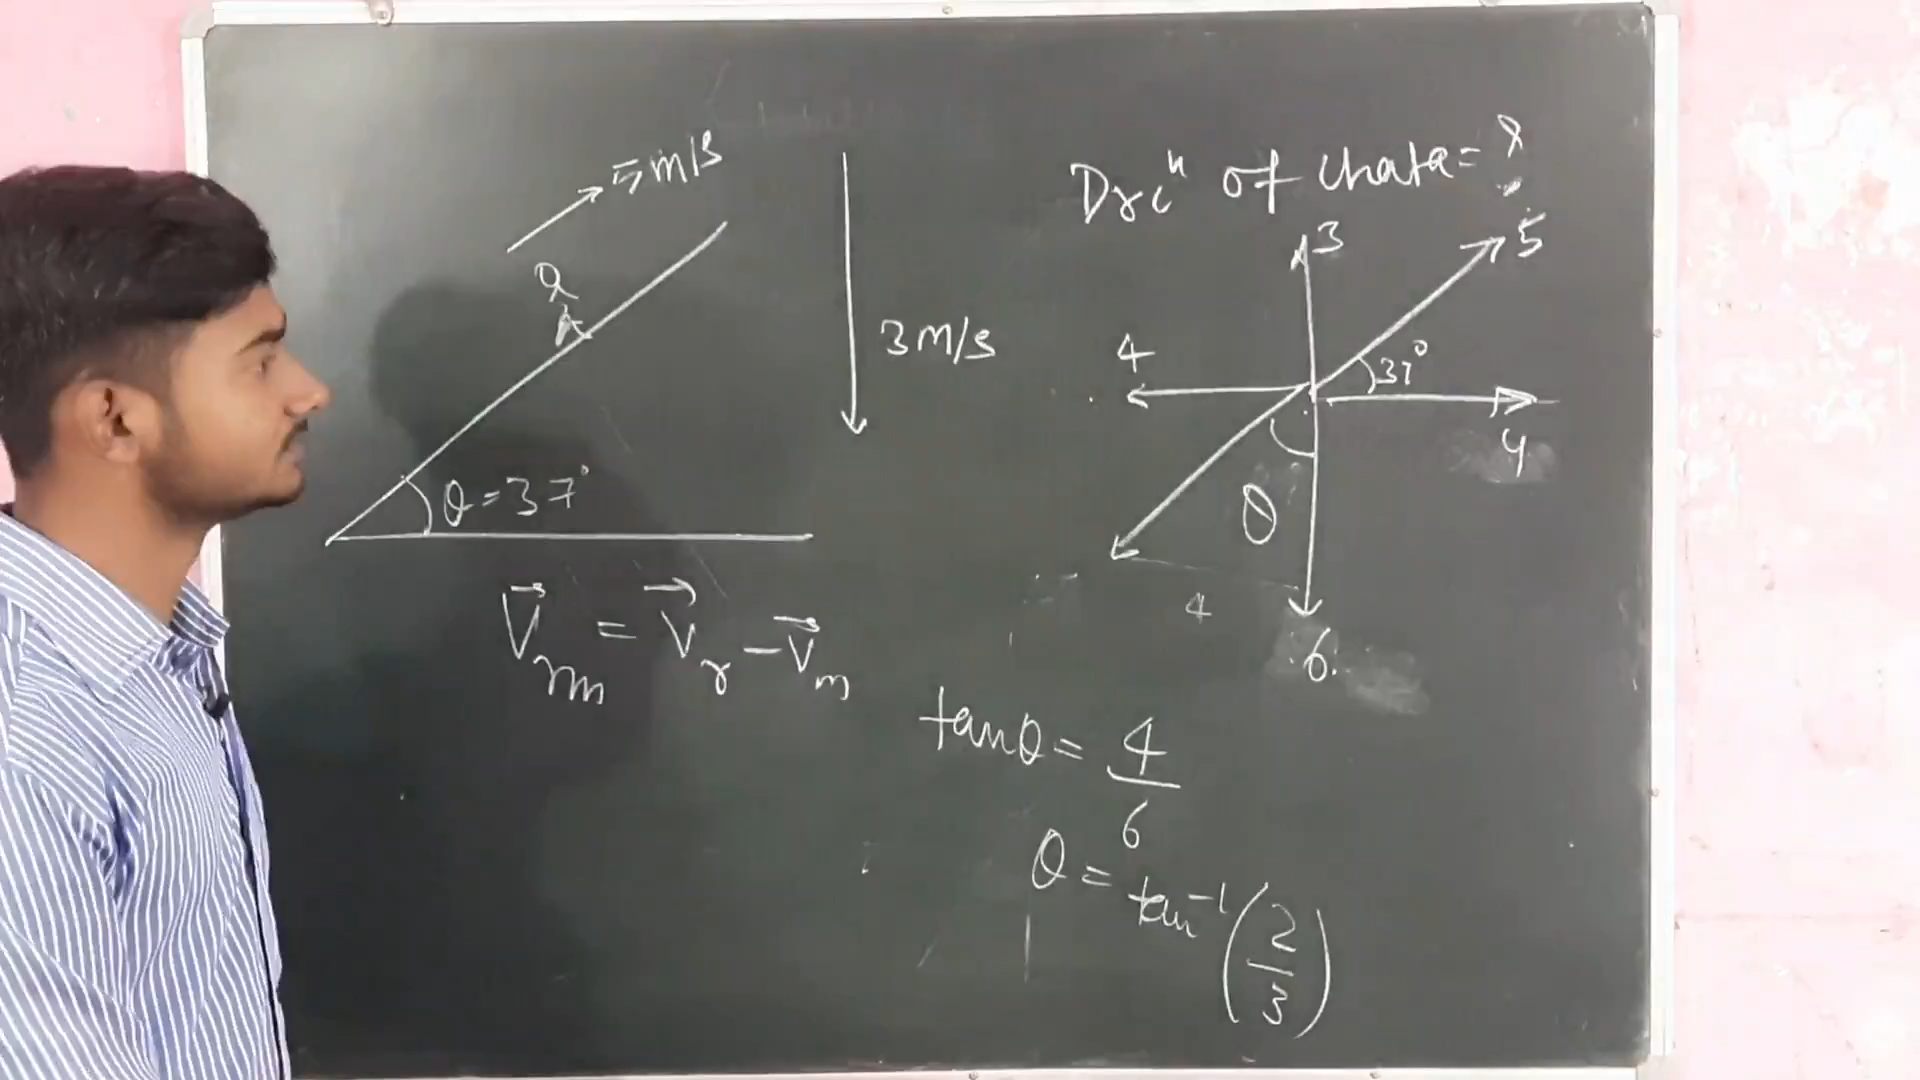 5 m/s
3 m/s
θ = 37°
V⃗rm = V⃗r - V⃗m
Drcⁿ of chata = ?
3
5
4
37°
4
θ
4
6
tanθ = 4/6
θ = tan⁻¹(2/3)